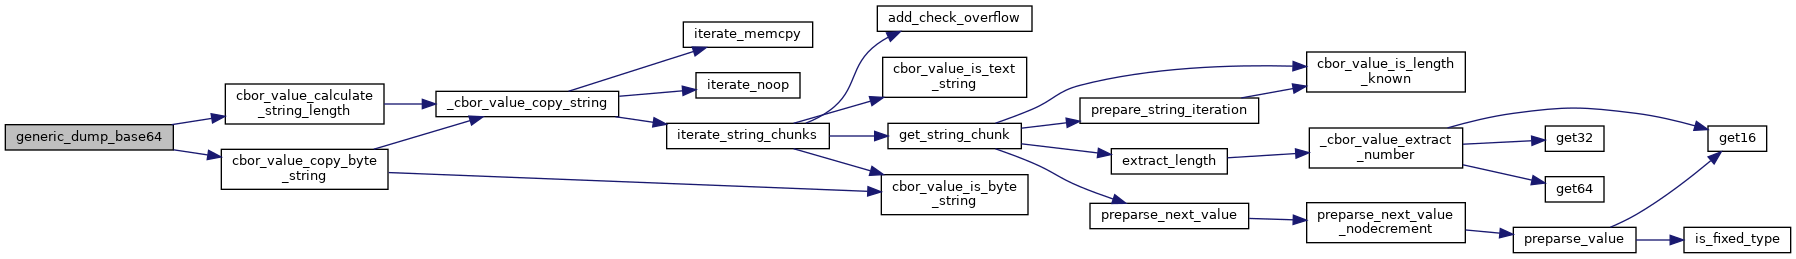 generic_dump_base64
cbor_value_calculate
_string_length
cbor_value_copy_byte
_string
_cbor_value_copy_string
iterate_memcpy
iterate_noop
iterate_string_chunks
add_check_overflow
cbor_value_is_text
_string
get_string_chunk
cbor_value_is_byte
_string
cbor_value_is_length
_known
prepare_string_iteration
extract_length
preparse_next_value
_cbor_value_extract
_number
preparse_next_value
_nodecrement
get16
get32
get64
preparse_value
is_fixed_type